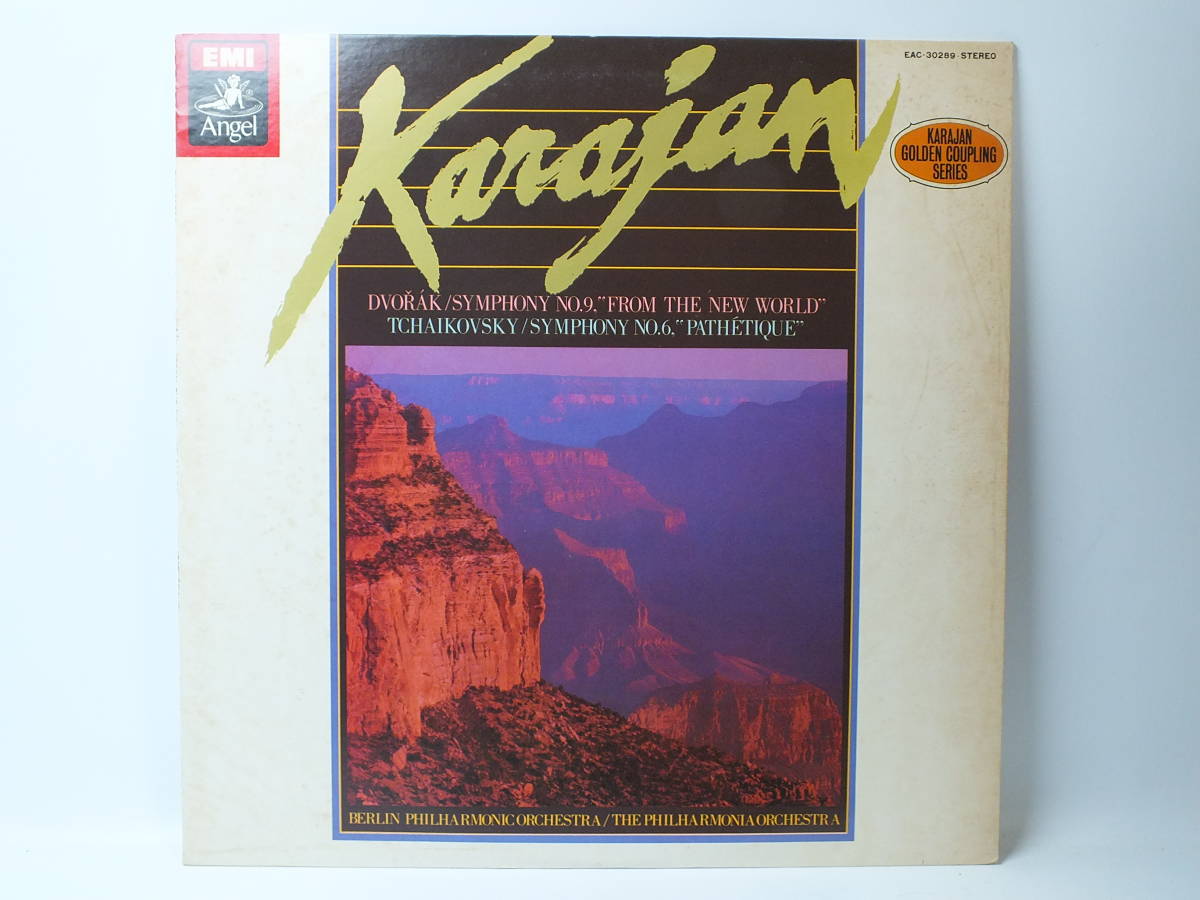 EMI
Angel
Karajan
EAC-30289 STEREO
KARAJAN
GOLDEN COUPLING
SERIES
DVOŘÁK/SYMPHONY NO.9,"FROM THE NEW WORLD"
TCHAIKOVSKY/SYMPHONY NO.6,"PATHÉTIQUE"
BERLIN PHILHARMONIC ORCHESTRA/THE PHILHARMONIA ORCHESTRA